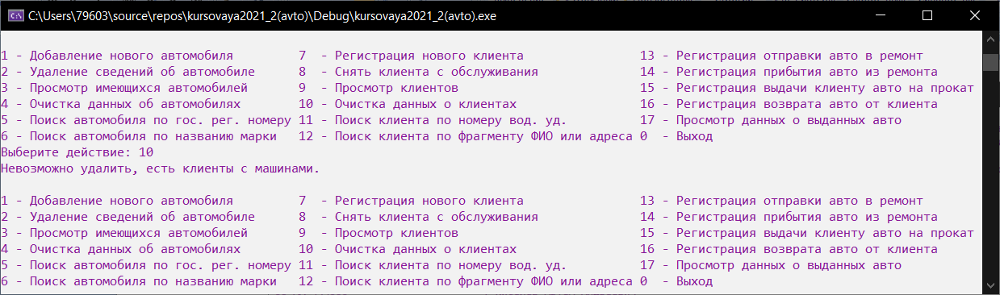 C:\Users\79603\source\repos\kursovaya2021_2(avto)\Debug\kursovaya2021_2(avto).exe
1 - Добавление нового автомобиля 7 - Регистрация нового клиента 13 - Регистрация отправки авто в ремонт
2 - Удаление сведений об автомобиле 8 - Снять клиента с обслуживания 14 - Регистрация прибытия авто из ремонта
3 - Просмотр имеющихся автомобилей 9 - Просмотр клиентов 15 - Регистрация выдачи клиенту авто на прокат
4 - Очистка данных об автомобилях 10 - Очистка данных о клиентах 16 - Регистрация возврата авто от клиента
5 - Поиск автомобиля по гос. рег. номеру 11 - Поиск клиента по номеру вод. уд. 17 - Просмотр данных о выданных авто
6 - Поиск автомобиля по названию марки 12 - Поиск клиента по фрагменту ФИО или адреса 0 - Выход
Выберите действие: 10
Невозможно удалить, есть клиенты с машинами.
1 - Добавление нового автомобиля 7 - Регистрация нового клиента 13 - Регистрация отправки авто в ремонт
2 - Удаление сведений об автомобиле 8 - Снять клиента с обслуживания 14 - Регистрация прибытия авто из ремонта
3 - Просмотр имеющихся автомобилей 9 - Просмотр клиентов 15 - Регистрация выдачи клиенту авто на прокат
4 - Очистка данных об автомобилях 10 - Очистка данных о клиентах 16 - Регистрация возврата авто от клиента
5 - Поиск автомобиля по гос. рег. номеру 11 - Поиск клиента по номеру вод. уд. 17 - Просмотр данных о выданных авто
6 - Поиск автомобиля по названию марки 12 - Поиск клиента по фрагменту ФИО или адреса 0 - Выход